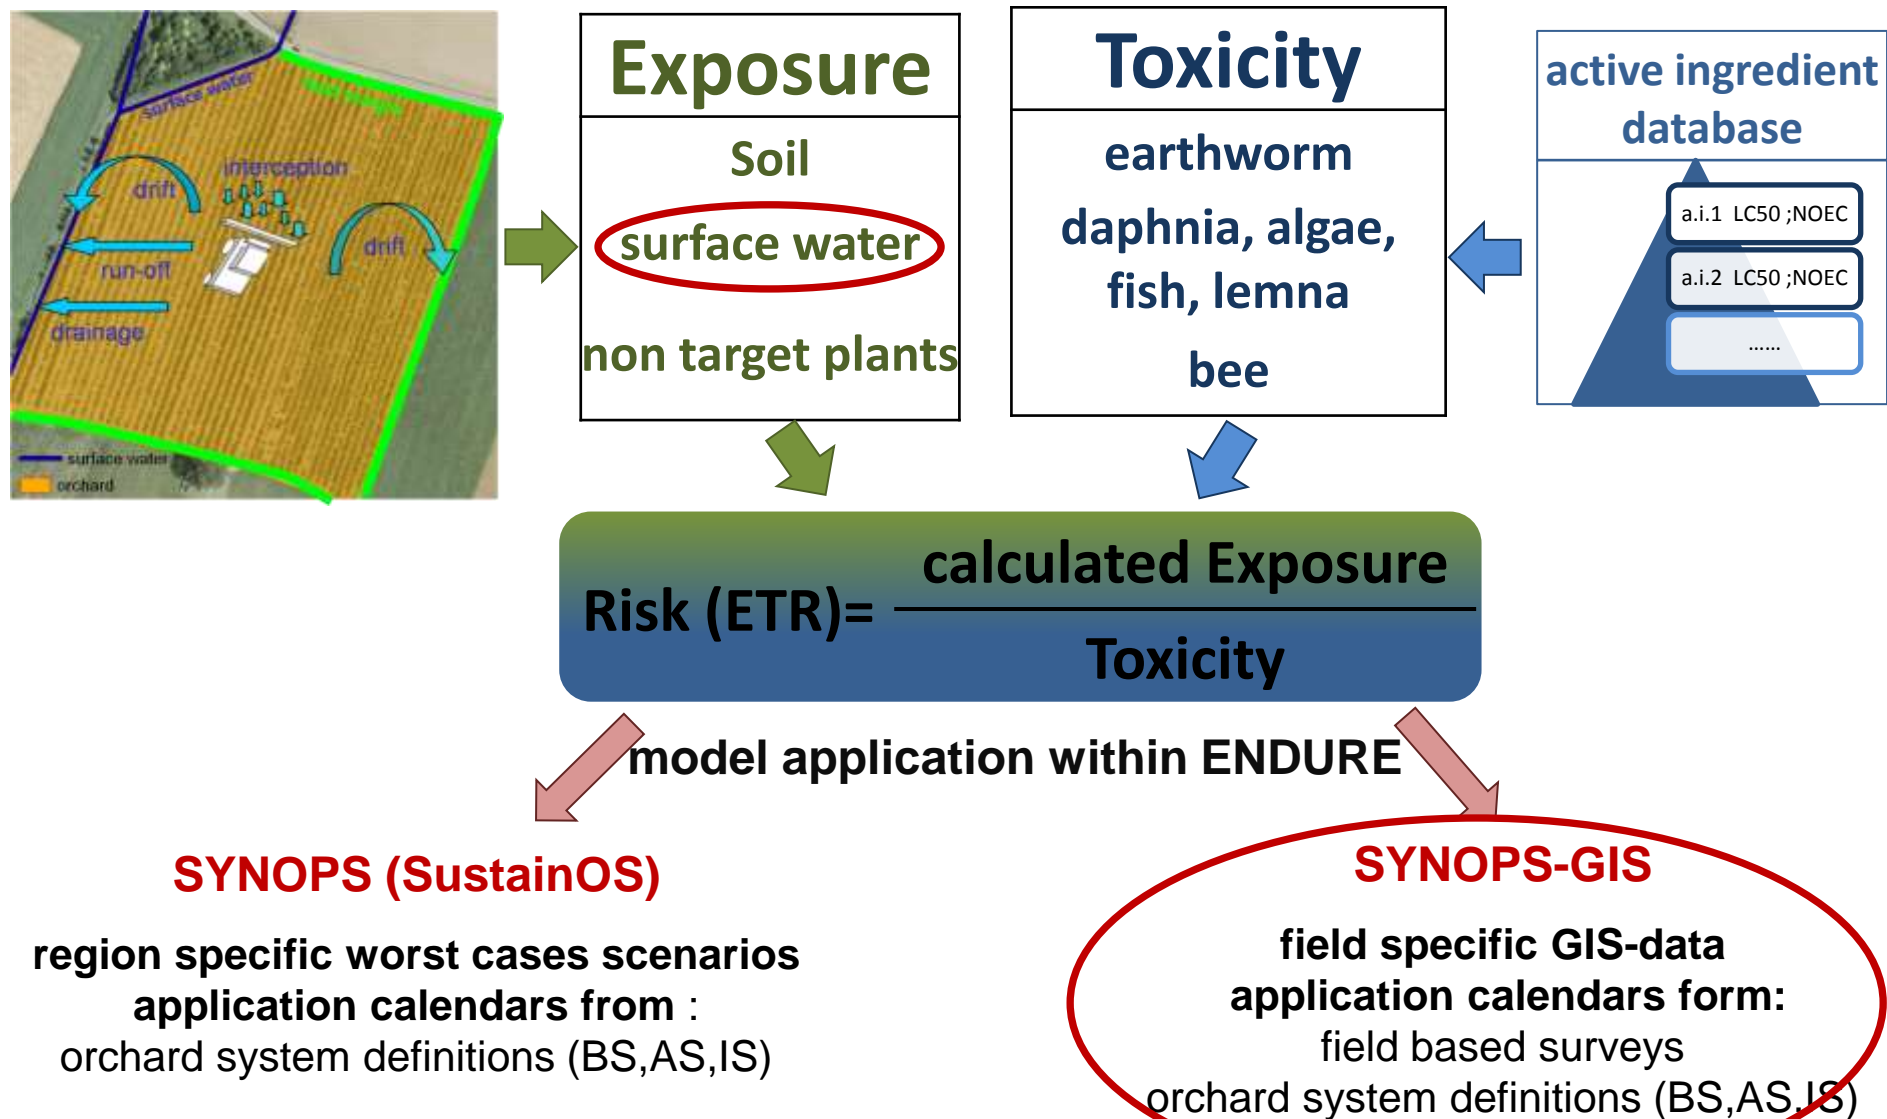 surface water
interception
drift
drift
run-off
drainage
surface water
orchard
Exposure
Soil
surface water
non target plants
Toxicity
earthworm
daphnia, algae,
fish, lemna
bee
active ingredient
database
a.i.1 LC50 ;NOEC
a.i.2 LC50 ;NOEC
......
Risk (ETR)=
calculated Exposure
Toxicity
model application within ENDURE
SYNOPS (SustainOS)
region specific worst cases scenarios
application calendars from :
orchard system definitions (BS,AS,IS)
SYNOPS-GIS
field specific GIS-data
application calendars form:
field based surveys
orchard system definitions (BS,AS,IS)